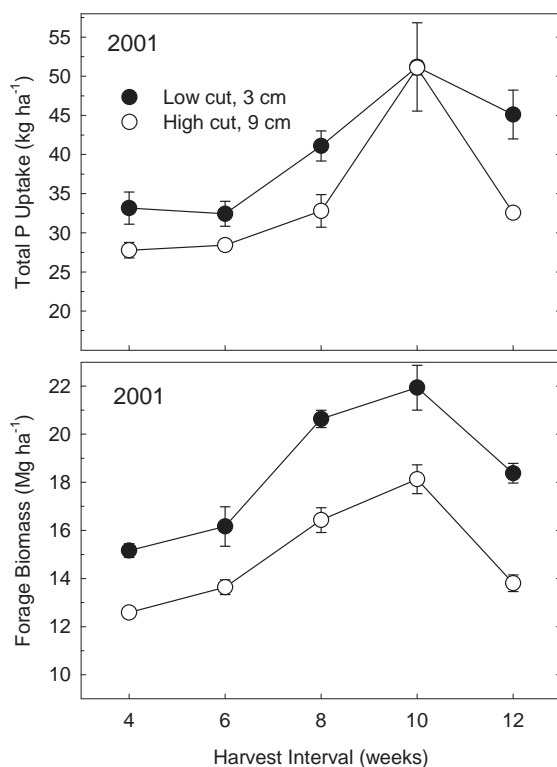 2001
Low cut, 3 cm
High cut, 9 cm
Total P Uptake (kg ha⁻¹)
55
50
45
40
35
30
25
20
2001
Forage Biomass (Mg ha⁻¹)
22
20
18
16
14
12
10
4 6 8 10 12
Harvest Interval (weeks)